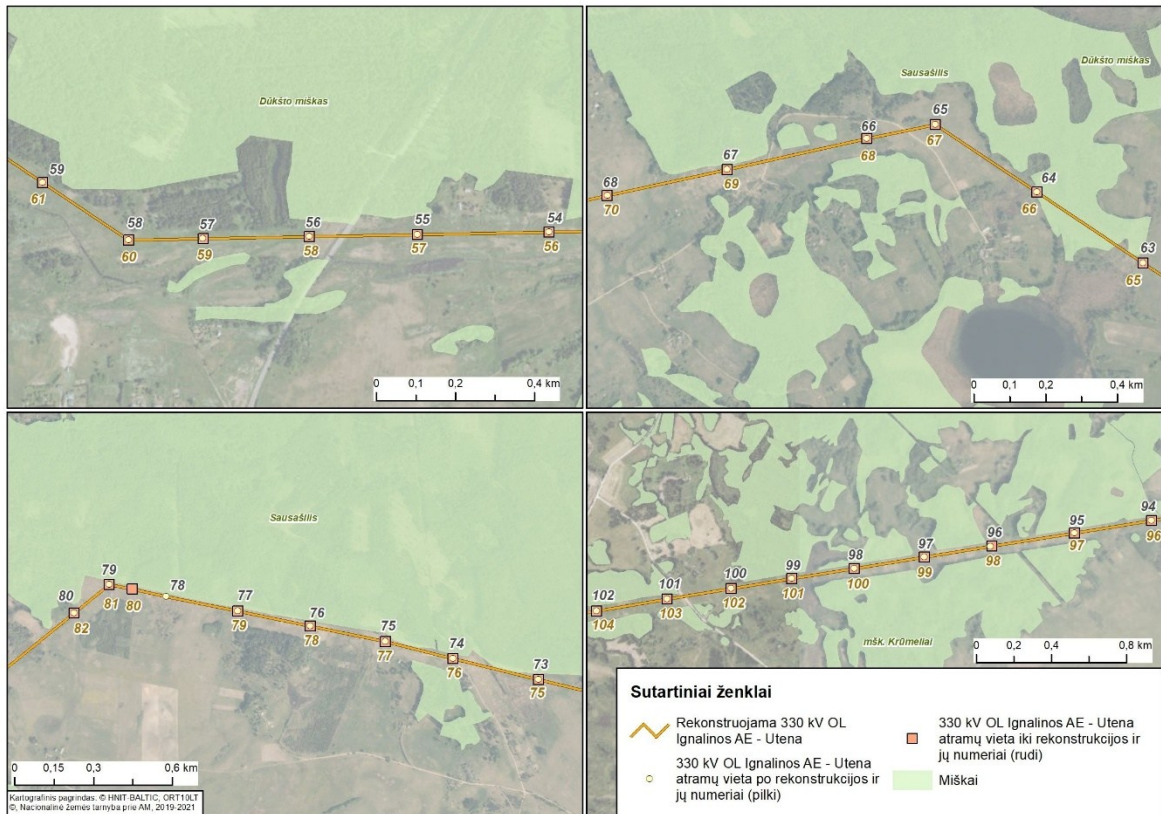 Dūkšto miškas
59
61
58
60
57
59
56
58
55
57
54
56
0 0,1 0,2 0,4 km
Sausašilis
Dūkšto miškas
68
70
67
69
66
68
65
67
64
66
63
65
0 0,1 0,2 0,4 km
Sausašilis
80
82
79
81
80
78
77
79
76
78
75
77
74
76
73
75
0 0,15 0,3 0,6 km
Kartografinis pagrindas. © HNIT-BALTIC, ORT10LT
©, Nacionalinė žemės tarnyba prie AM, 2019-2021
102
104
101
103
100
102
99
101
98
100
97
99
96
98
95
97
94
96
mšk. Krūmeliai
0 0,2 0,4 0,8 km
Sutartiniai ženklai
Rekonstruojama 330 kV OL
Ignalinos AE - Utena
330 kV OL Ignalinos AE - Utena
atramų vieta po rekonstrukcijos ir
jų numeriai (pilki)
330 kV OL Ignalinos AE - Utena
atramų vieta iki rekonstrukcijos ir
jų numeriai (rudi)
Miškai